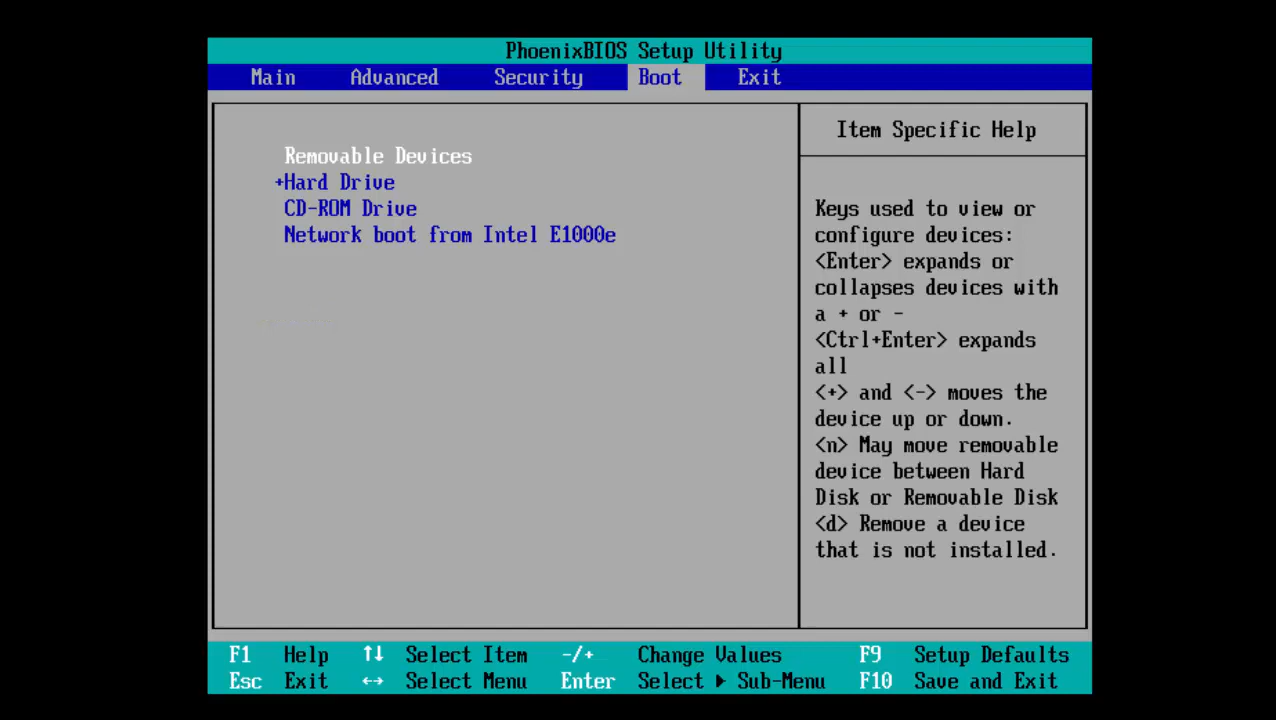 PhoenixBIOS Setup Utility
Main Advanced Security Boot Exit
Removable Devices
+Hard Drive
CD-ROM Drive
Network boot from Intel E1000e
Item Specific Help
Keys used to view or
configure devices:
<Enter> expands or
collapses devices with
a + or -
<Ctrl+Enter> expands
all
<+> and <-> moves the
device up or down.
<n> May move removable
device between Hard
Disk or Removable Disk
<d> Remove a device
that is not installed.
F1 Help ↑↓ Select Item -/+ Change Values F9 Setup Defaults
Esc Exit ↔ Select Menu Enter Select ▶ Sub-Menu F10 Save and Exit